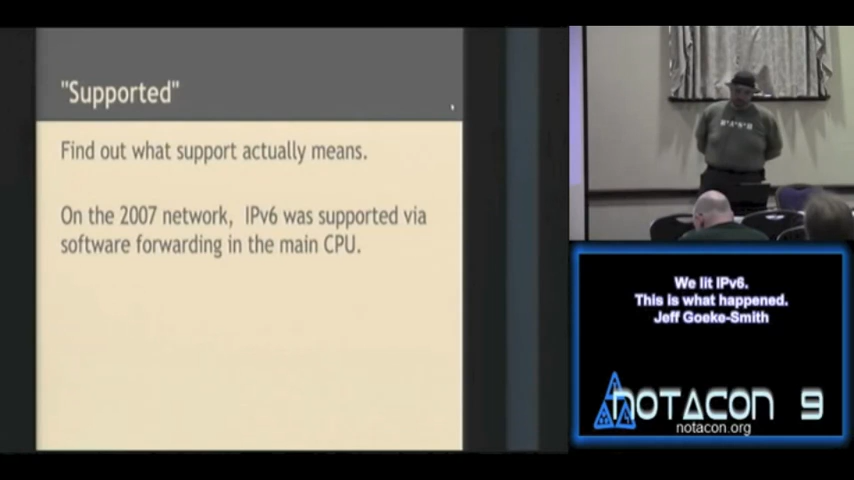 "Supported"
Find out what support actually means.
On the 2007 network, IPv6 was supported via
software forwarding in the main CPU.
We lit IPv6.
This is what happened.
Jeff Goeke-Smith
NOTACON 9
notacon.org